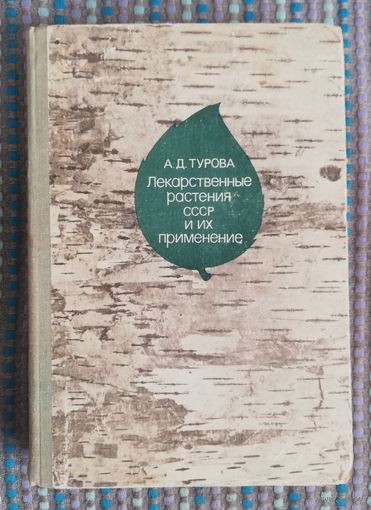 А. Д. ТУРОВА
Лекарственные
растения
СССР
и их
применение